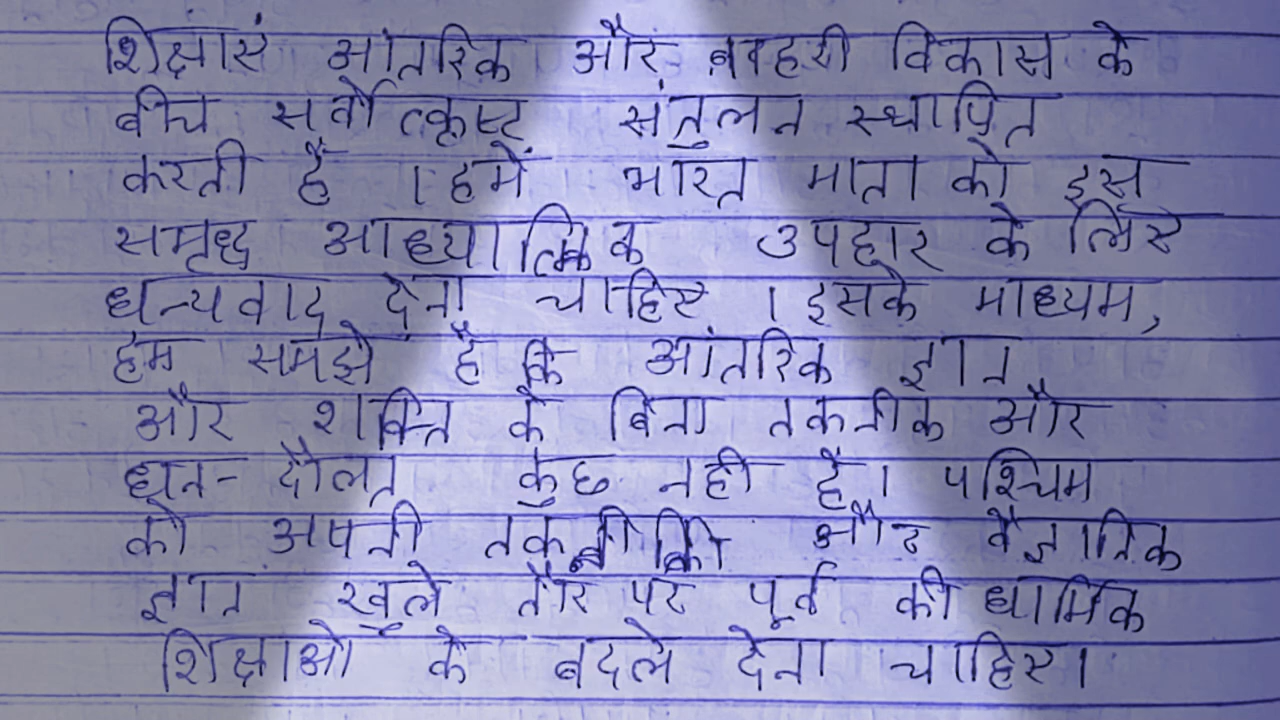 शिक्षासं आंतरिक और बाहरी विकास के
बीच सर्वोत्कृष्ट संतुलन स्थापित
करती हैं । हमें भारत माता को इस
समृध्द आध्यात्मिक उपहार के लिए
धन्यवाद देना चाहिए । इसके माध्यम,
हम समझे है कि आंतरिक ज्ञान
और शक्ति के बिना तकनीक और
धन-दौलत कुछ नही है। पश्चिम
को अपनी तकनीकी और वैज्ञानिक
ज्ञान खुले तौर पर पूर्व की धार्मिक
शिक्षाओ के बदले देना चाहिए।